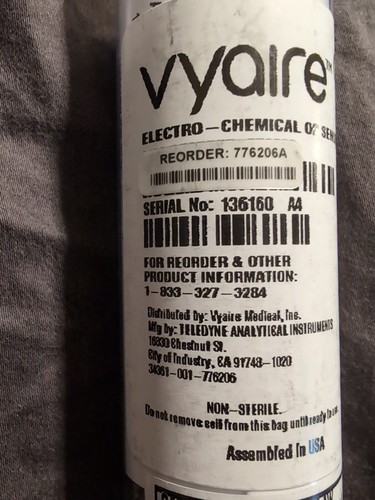 vyaire™
ELECTRO-CHEMICAL O2
REORDER: 776206A
SERIAL No: 136160 A4
FOR REORDER & OTHER
PRODUCT INFORMATION:
1-833-327-3284
Distributed by: Vyaire Medical, Inc.
Mfg by: TELEDYNE ANALYTICAL INSTRUMENTS
16830 Chestnut St.
City of Industry, CA 91748-1020
34361-001-776206
NON-STERILE.
Do not remove cell from this bag until ready to
Assembled In USA